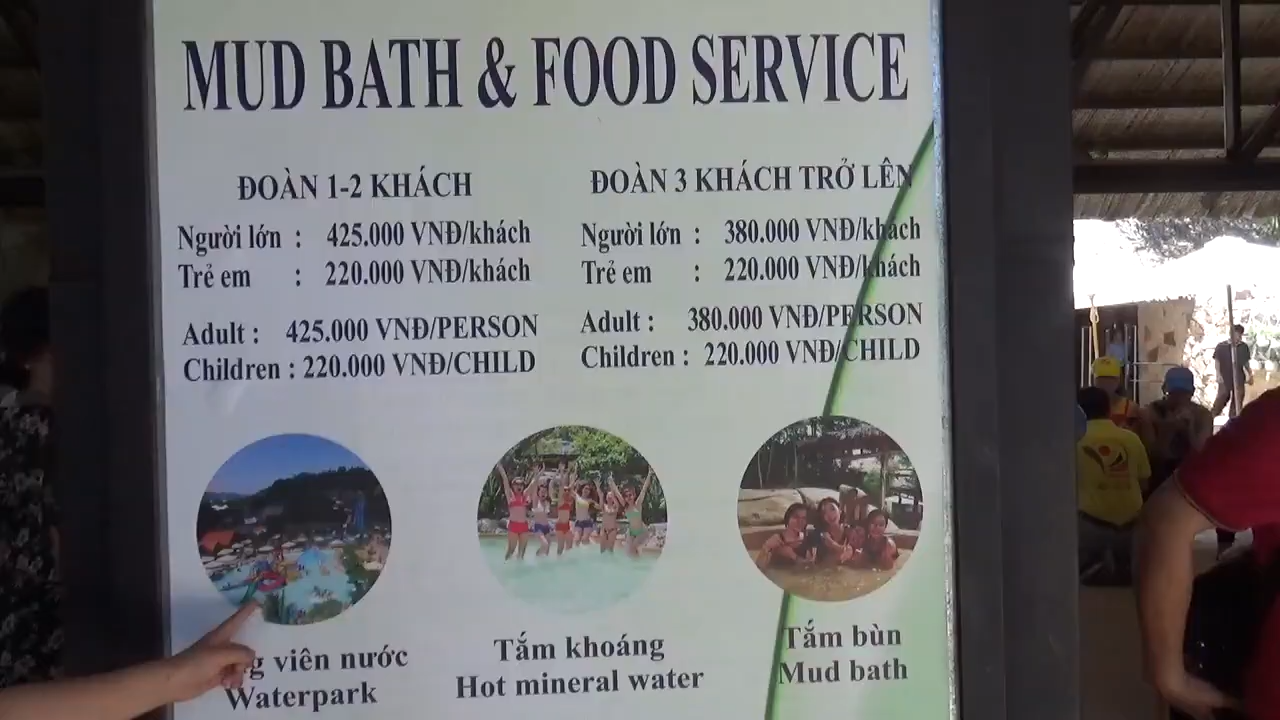 MUD BATH & FOOD SERVICE
ĐOÀN 1-2 KHÁCH
Người lớn : 425.000 VNĐ/khách
Trẻ em : 220.000 VNĐ/khách
Adult : 425.000 VNĐ/PERSON
Children : 220.000 VNĐ/CHILD
ĐOÀN 3 KHÁCH TRỞ LÊN
Người lớn : 380.000 VNĐ/khách
Trẻ em : 220.000 VNĐ/khách
Adult : 380.000 VNĐ/PERSON
Children : 220.000 VNĐ/CHILD
viên nước
Waterpark
Tắm khoáng
Hot mineral water
Tắm bùn
Mud bath